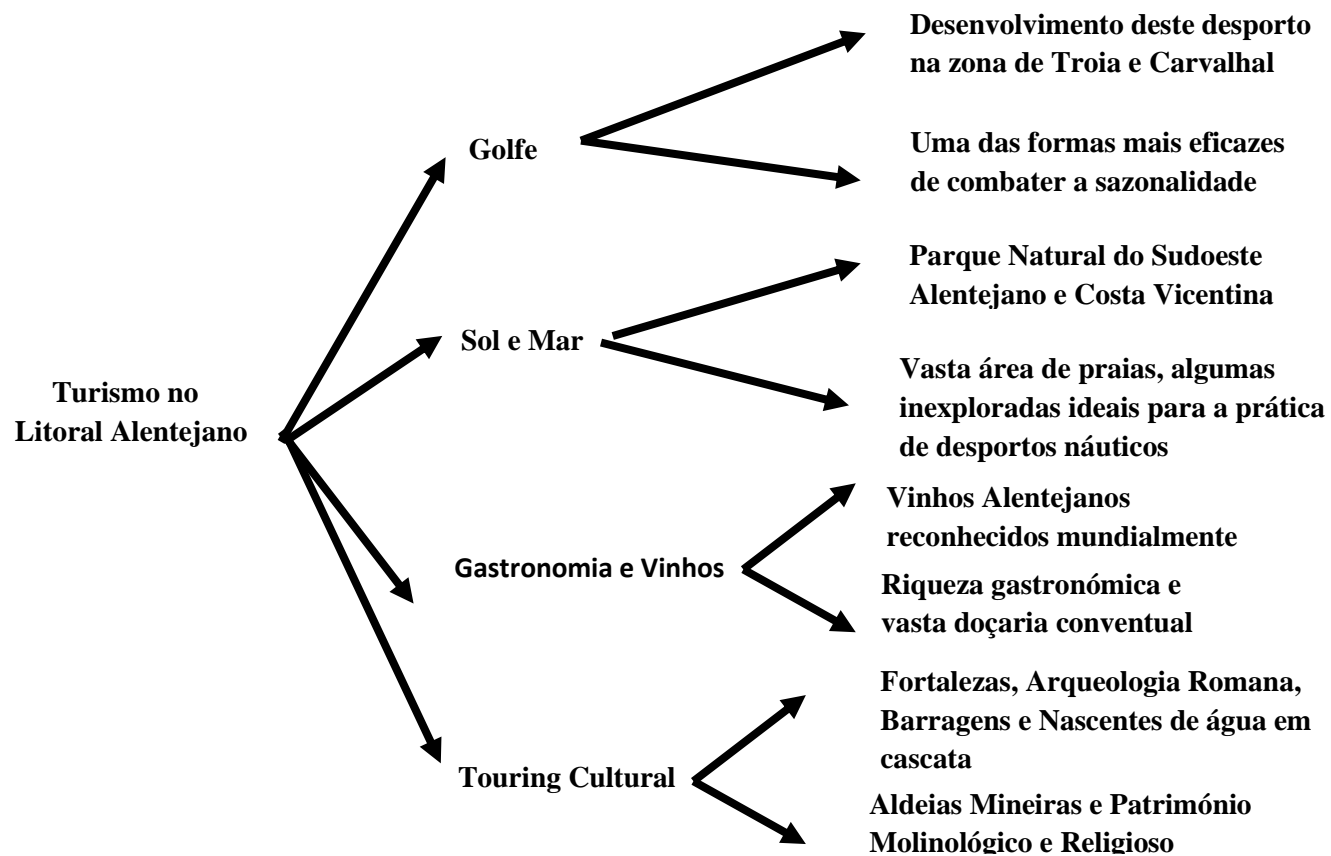 Turismo no
Litoral Alentejano
Golfe
Desenvolvimento deste desporto
na zona de Troia e Carvalhal
Uma das formas mais eficazes
de combater a sazonalidade
Sol e Mar
Parque Natural do Sudoeste
Alentejano e Costa Vicentina
Vasta área de praias, algumas
inexploradas ideais para a prática
de desportos náuticos
Gastronomia e Vinhos
Vinhos Alentejanos
reconhecidos mundialmente
Riqueza gastronómica e
vasta doçaria conventual
Touring Cultural
Fortalezas, Arqueologia Romana,
Barragens e Nascentes de água em
cascata
Aldeias Mineiras e Património
Molinológico e Religioso